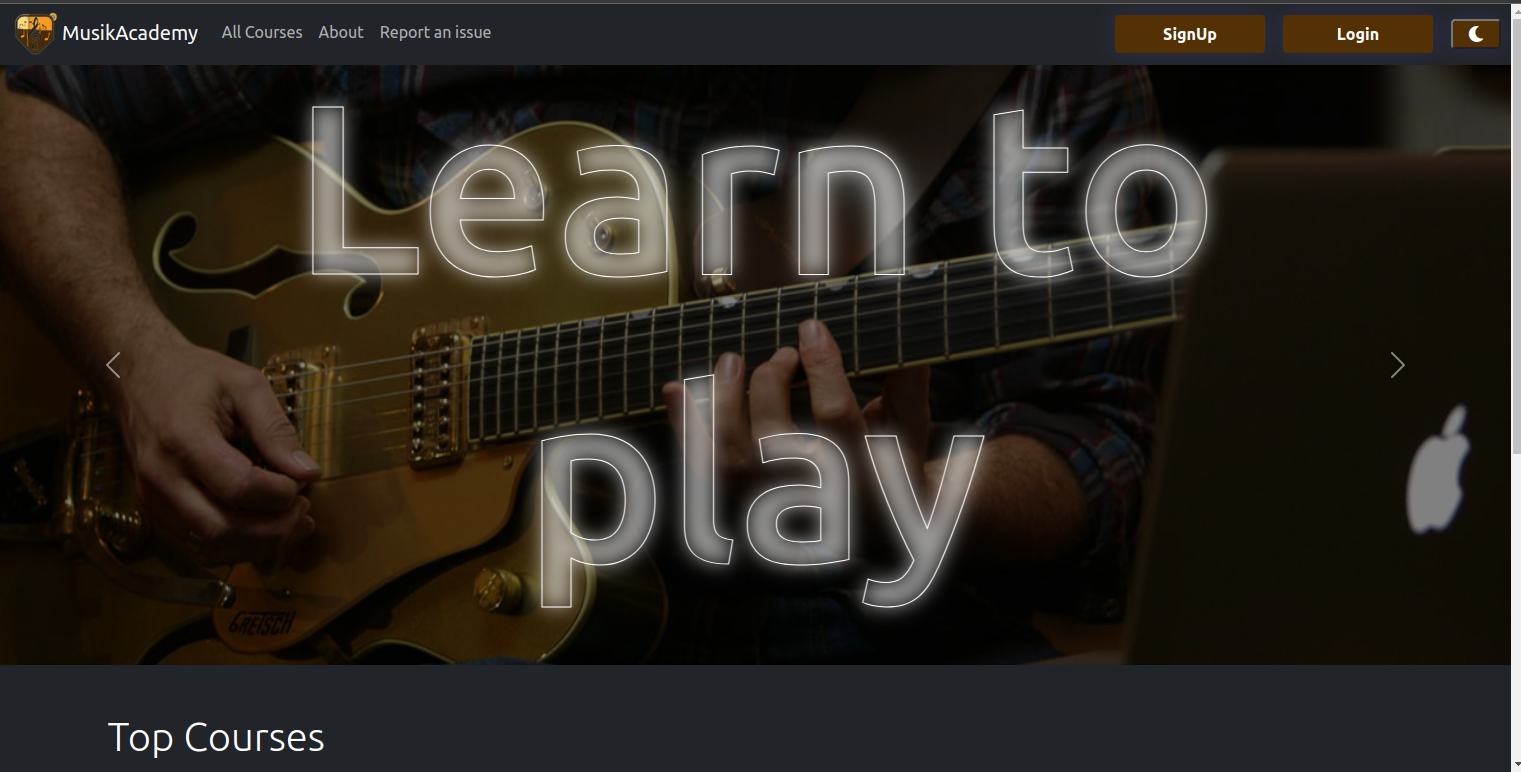 MusikAcademy All Courses About Report an issue SignUp Login
Learn to
play
GRETSCH
Top Courses